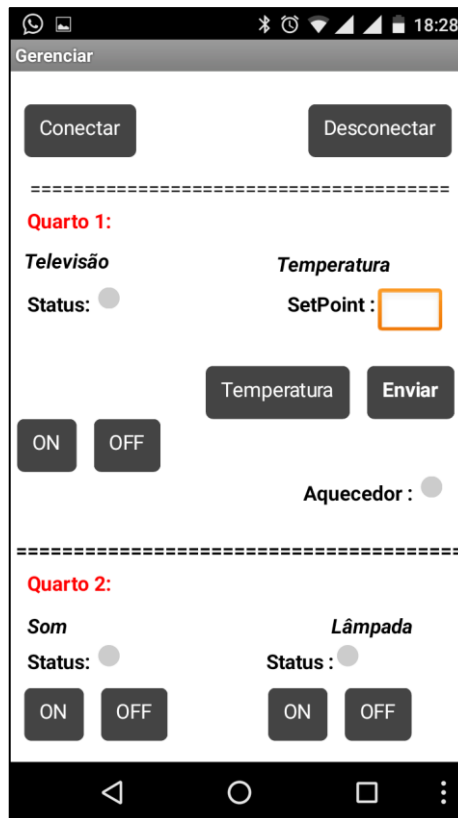 18:28
Gerenciar
Conectar Desconectar
=======================================
Quarto 1:
Televisão Temperatura
Status: SetPoint :
Temperatura Enviar
ON OFF
Aquecedor :
=======================================
Quarto 2:
Som Lâmpada
Status: Status :
ON OFF ON OFF